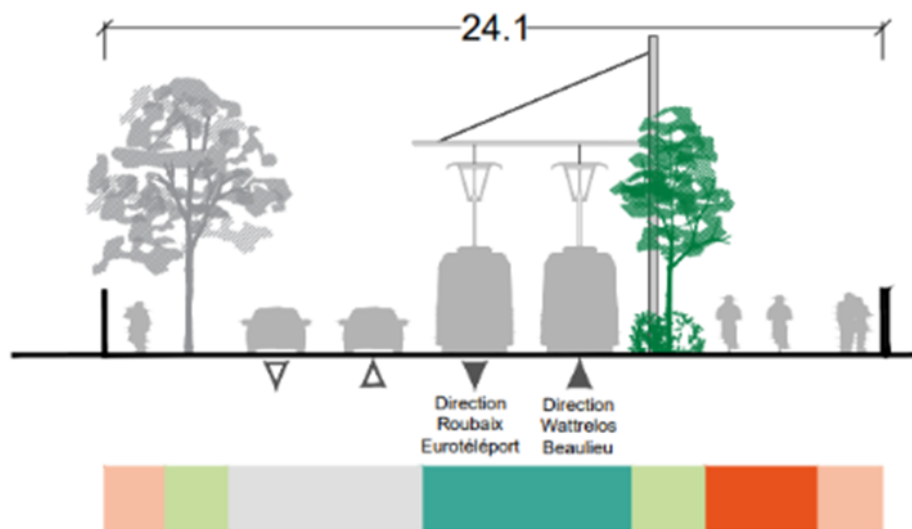 24.1
Direction
Roubaix
Eurotéléport
Direction
Wattrelos
Beaulieu